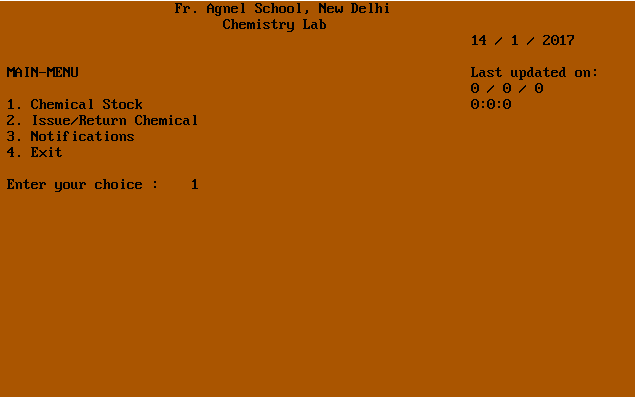 Fr. Agnel School, New Delhi
Chemistry Lab
14 / 1 / 2017
MAIN-MENU
Last updated on:
0 / 0 / 0
1. Chemical Stock
0:0:0
2. Issue/Return Chemical
3. Notifications
4. Exit
Enter your choice : 1